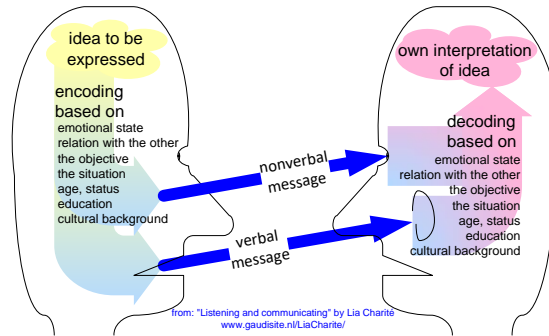 idea to be
expressed
encoding
based on
emotional state
relation with the other
the objective
the situation
age, status
education
cultural background
nonverbal
message
verbal
message
own interpretation
of idea
decoding
based on
emotional state
relation with the other
the objective
the situation
age, status
education
cultural background
from: "Listening and communicating" by Lia Charité
www.gaudisite.nl/LiaCharite/